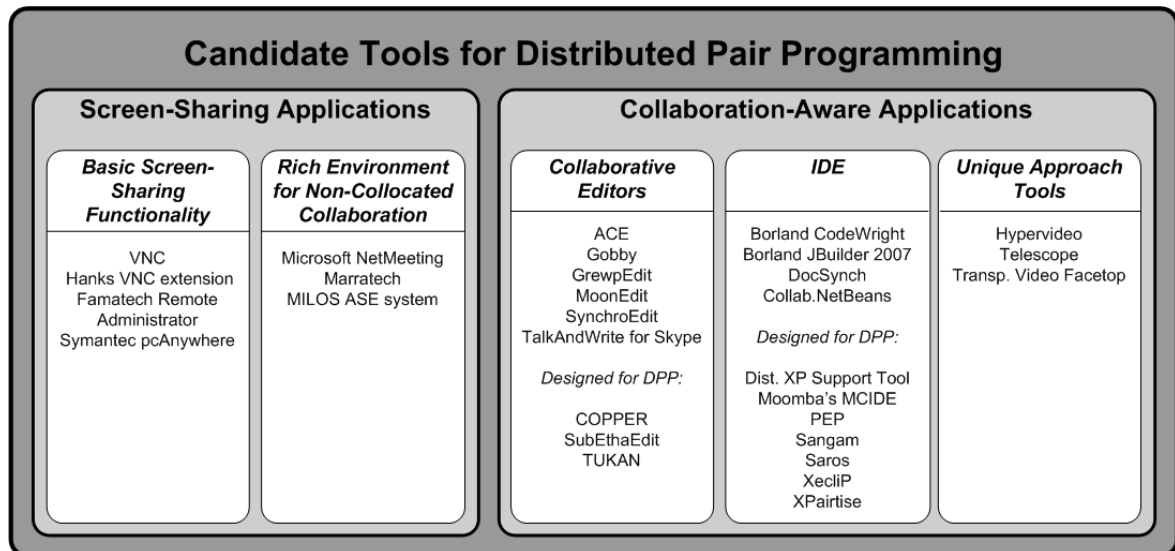 Candidate Tools for Distributed Pair Programming
Screen-Sharing Applications
Basic Screen-
Sharing
Functionality
VNC
Hanks VNC extension
Famatech Remote
Administrator
Symantec pcAnywhere
Rich Environment
for Non-Collocated
Collaboration
Microsoft NetMeeting
Marratech
MILOS ASE system
Collaboration-Aware Applications
Collaborative
Editors
ACE
Gobby
GrewpEdit
MoonEdit
SynchroEdit
TalkAndWrite for Skype
Designed for DPP:
COPPER
SubEthaEdit
TUKAN
IDE
Borland CodeWright
Borland JBuilder 2007
DocSynch
Collab.NetBeans
Designed for DPP:
Dist. XP Support Tool
Moomba's MCIDE
PEP
Sangam
Saros
XecliP
XPairtise
Unique Approach
Tools
Hypervideo
Telescope
Transp. Video Facetop